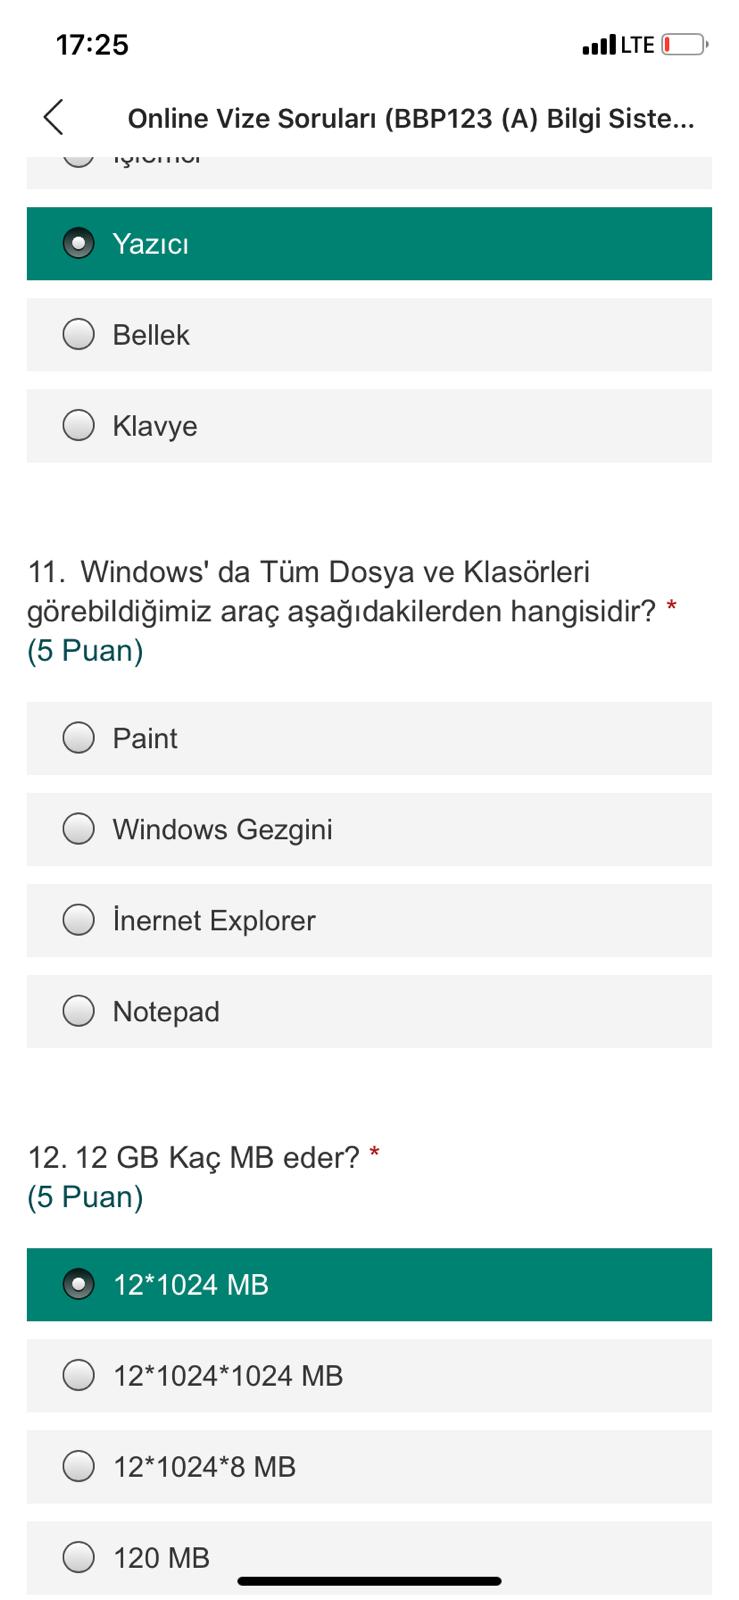 17:25
LTE
Online Vize Soruları (BBP123 (A) Bilgi Siste...
Yazıcı
Bellek
Klavye
11. Windows' da Tüm Dosya ve Klasörleri
görebildiğimiz araç aşağıdakilerden hangisidir? *
(5 Puan)
Paint
Windows Gezgini
İnernet Explorer
Notepad
12. 12 GB Kaç MB eder? *
(5 Puan)
12*1024 MB
12*1024*1024 MB
12*1024*8 MB
120 MB